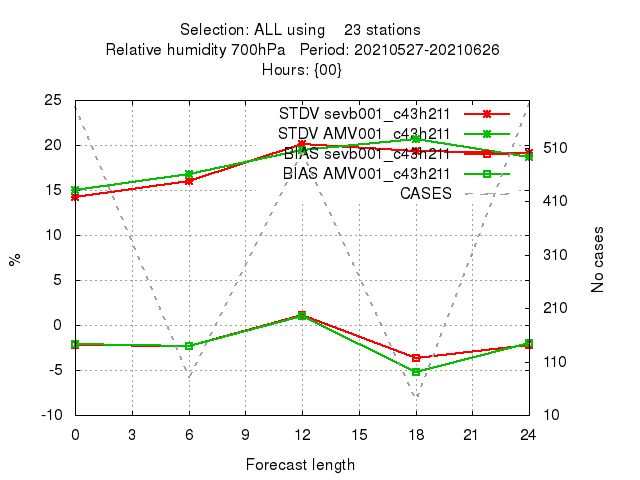 Selection: ALL using 23 stations
Relative humidity 700hPa Period: 20210527-20210626
Hours: {00}
STDV sevb001_c43h211
STDV AMV001_c43h211
BIAS sevb001_c43h211
BIAS AMV001_c43h211
CASES
25
20
15
10
5
0
-5
-10
%
510
410
310
210
110
10
No cases
0 3 6 9 12 15 18 21 24
Forecast length